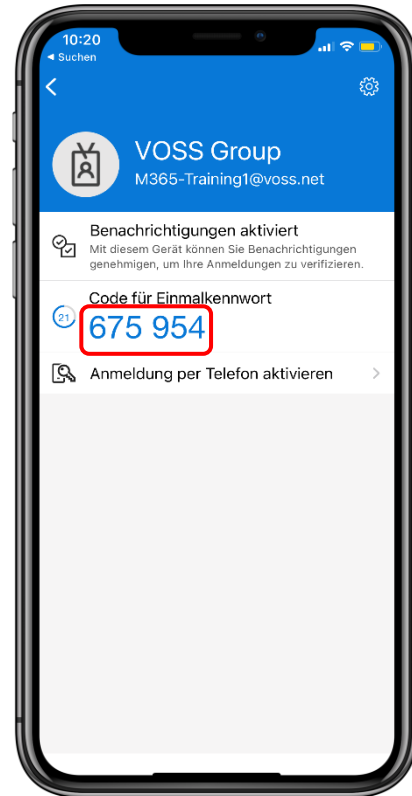 10:20
Suchen
VOSS Group
M365-Training1@voss.net
Benachrichtigungen aktiviert
Mit diesem Gerät können Sie Benachrichtigungen
genehmigen, um Ihre Anmeldungen zu verifizieren.
Code für Einmalkennwort
21
675 954
Anmeldung per Telefon aktivieren